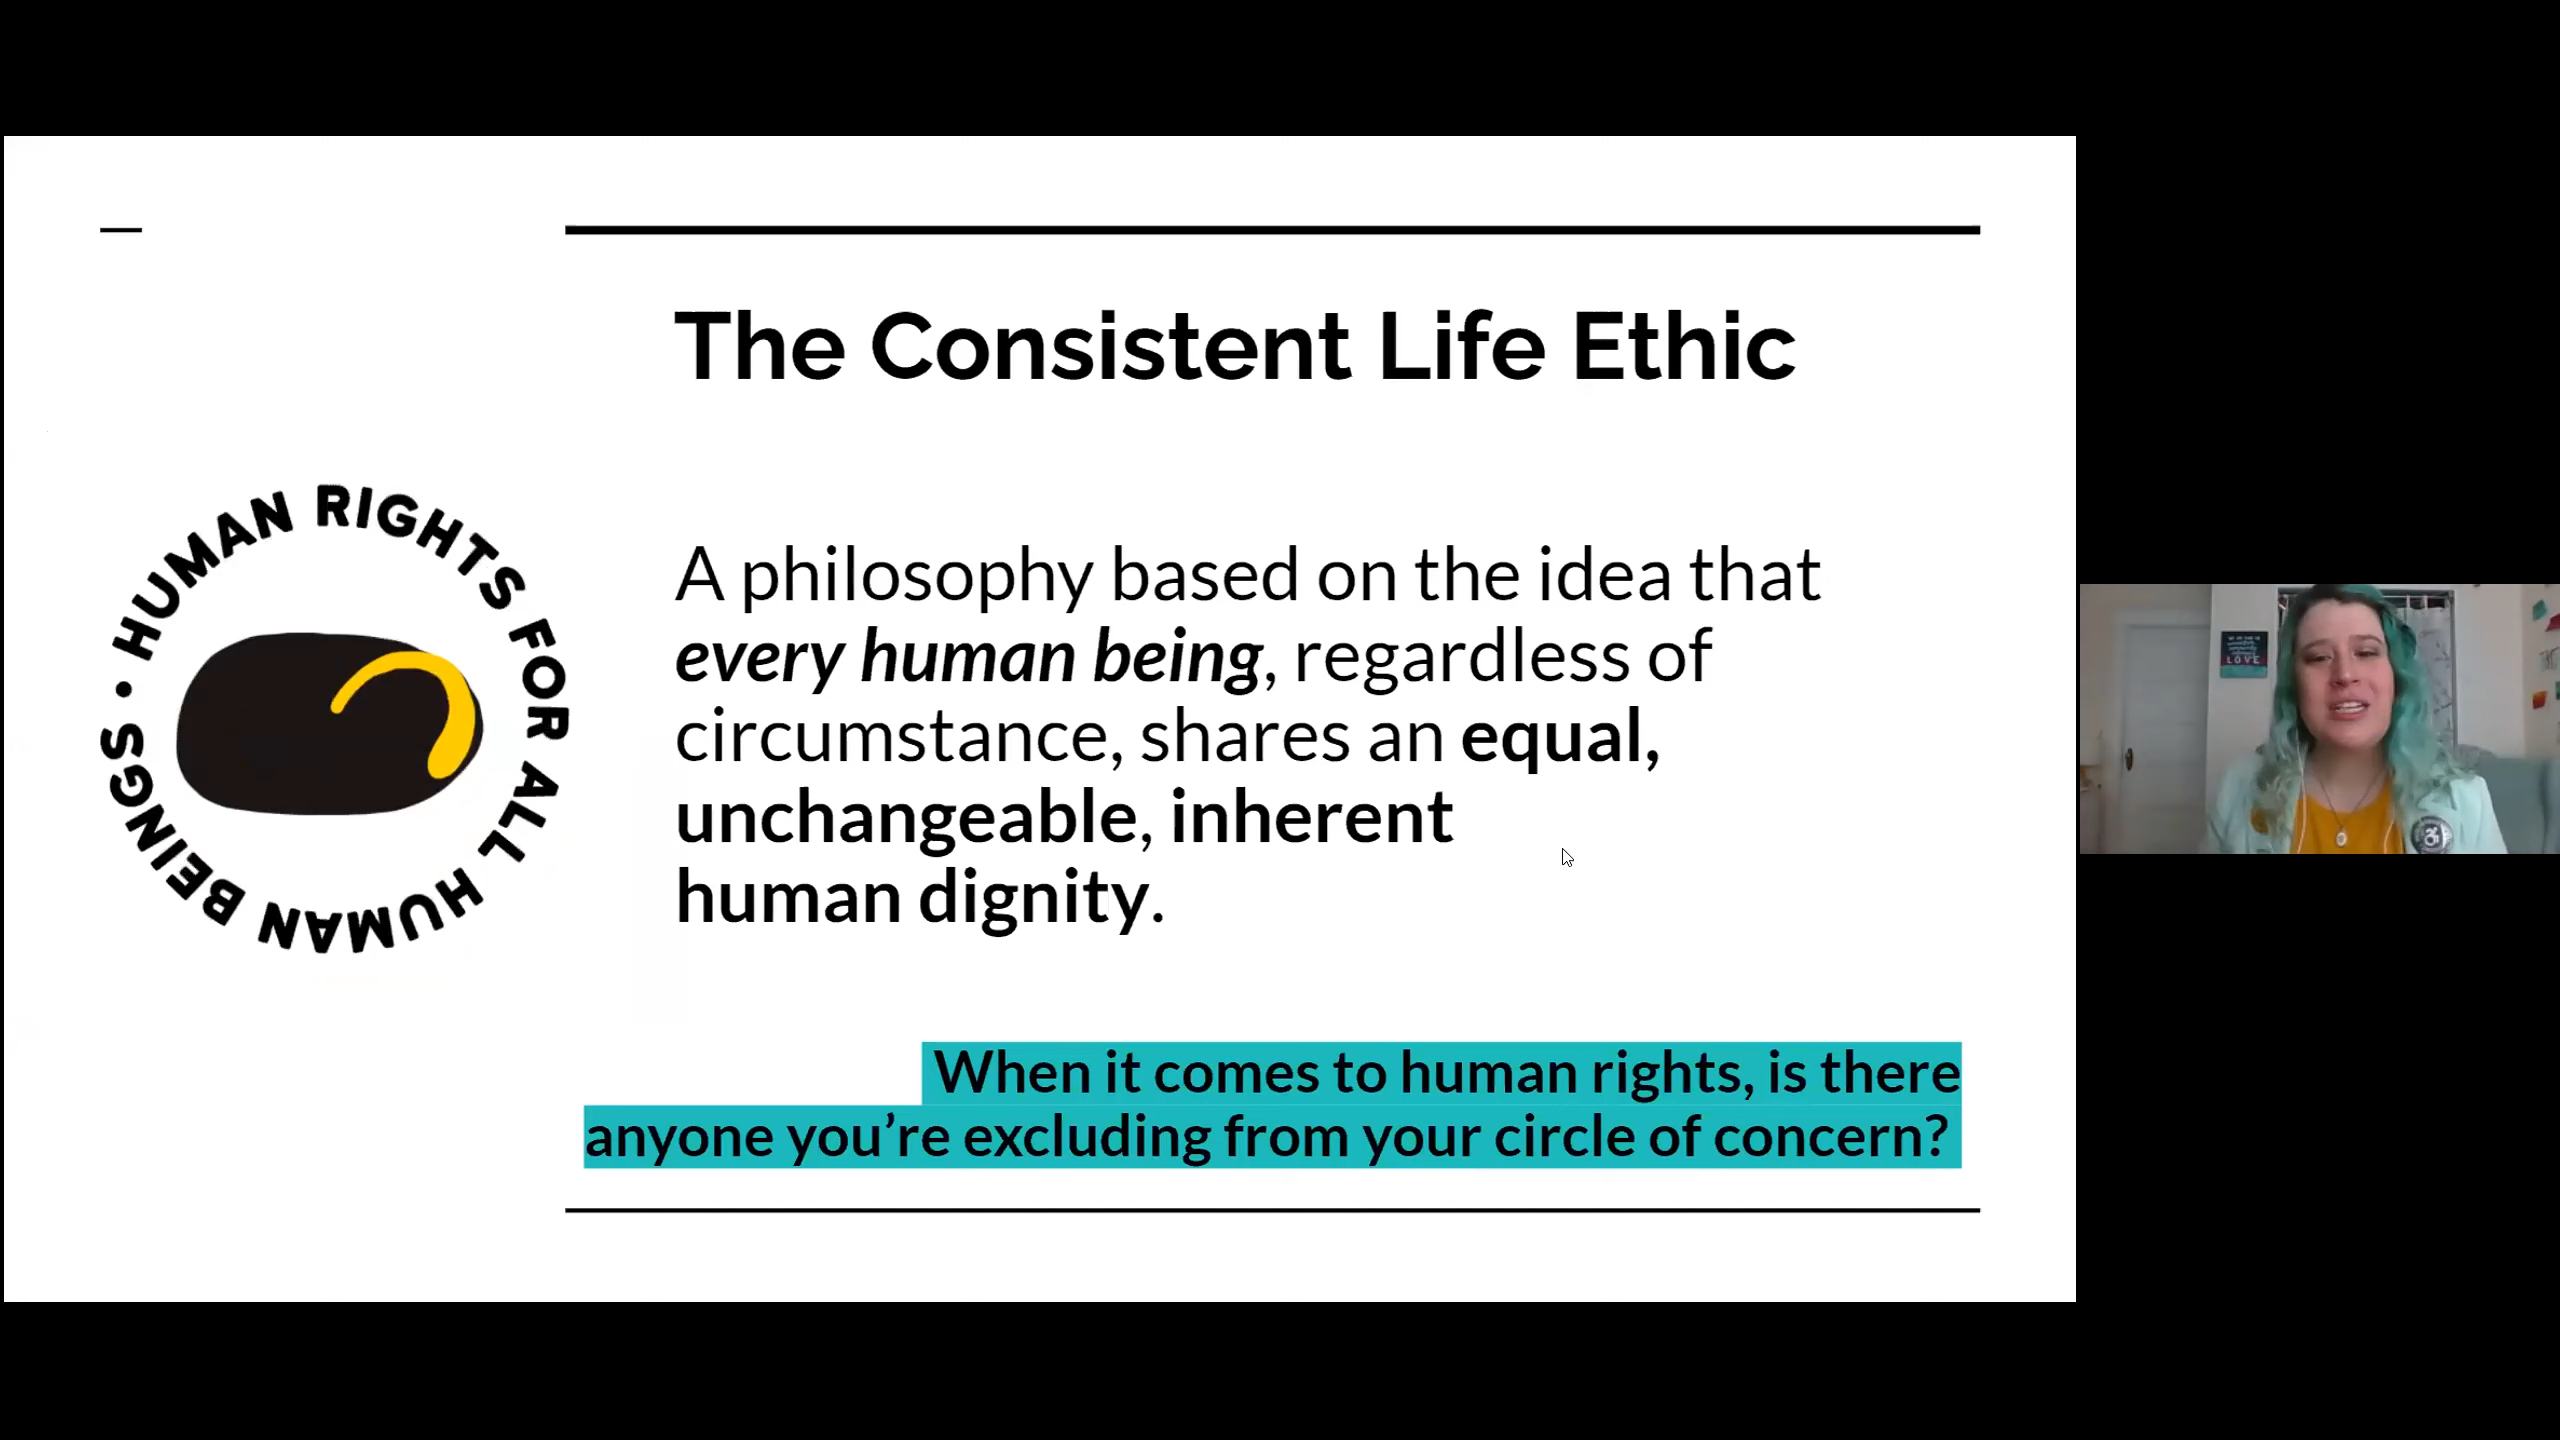 The Consistent Life Ethic
HUMAN RIGHTS FOR ALL HUMAN BEINGS •
A philosophy based on the idea that
every human being, regardless of
circumstance, shares an equal,
unchangeable, inherent
human dignity.
When it comes to human rights, is there
anyone you’re excluding from your circle of concern?
LOVE